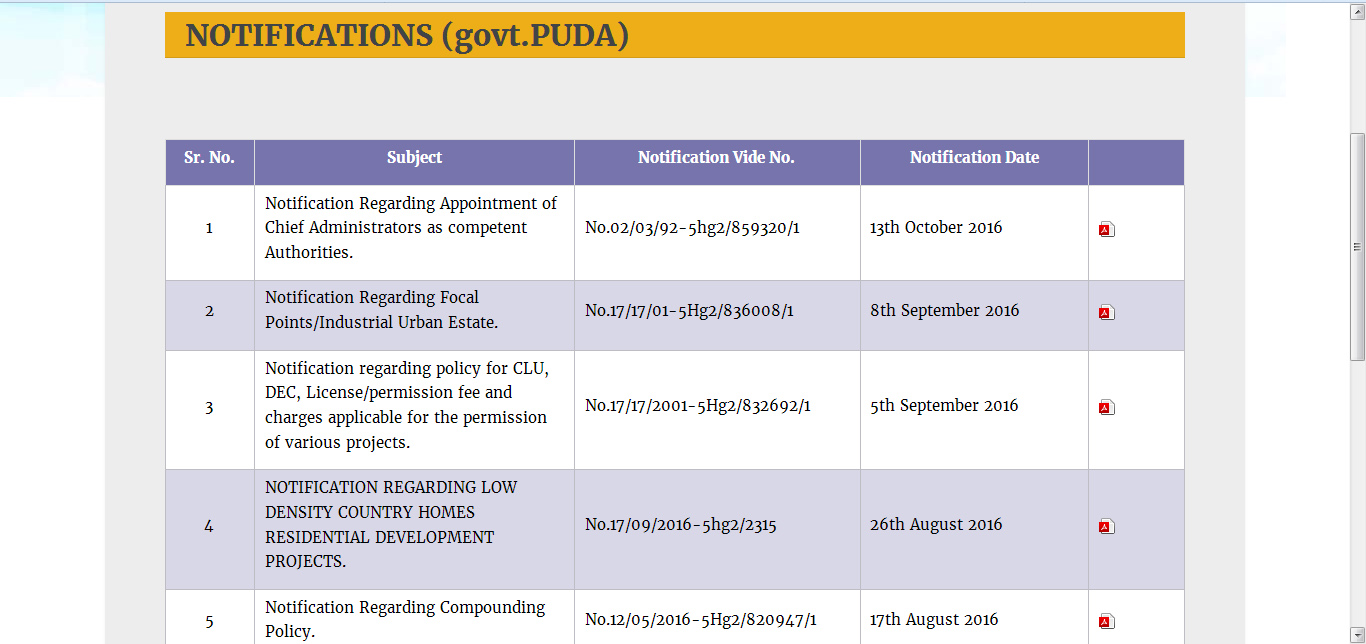 NOTIFICATIONS (govt.PUDA)
Sr. No. Subject Notification Vide No. Notification Date
Notification Regarding Appointment of
1 Chief Administrators as competent No.02/03/92-5hg2/859320/1 13th October 2016
Authorities.
Notification Regarding Focal
2 Points/Industrial Urban Estate. No.17/17/01-5Hg2/836008/1 8th September 2016
Notification regarding policy for CLU,
DEC, License/permission fee and
3 charges applicable for the permission No.17/17/2001-5Hg2/832692/1 5th September 2016
of various projects.
NOTIFICATION REGARDING LOW
DENSITY COUNTRY HOMES
4 RESIDENTIAL DEVELOPMENT No.17/09/2016-5hg2/2315 26th August 2016
PROJECTS.
Notification Regarding Compounding
5 Policy. No.12/05/2016-5Hg2/820947/1 17th August 2016